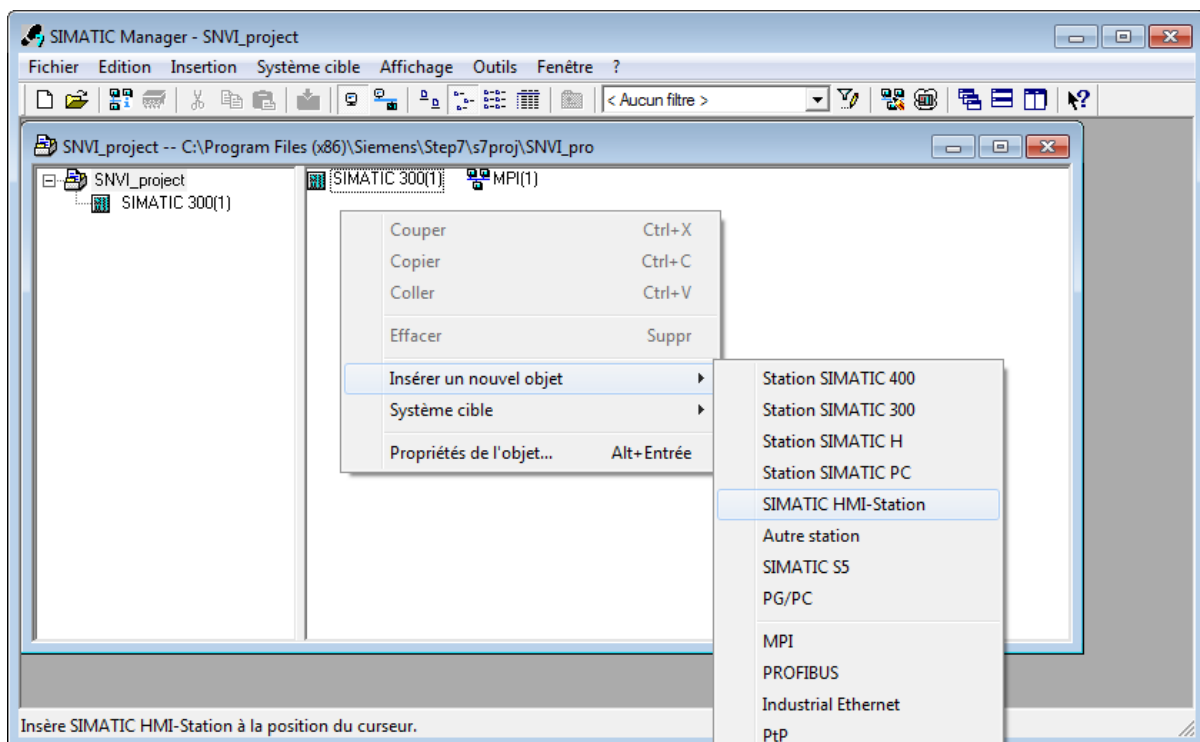 SIMATIC Manager - SNVI_project
Fichier Edition Insertion Système cible Affichage Outils Fenêtre ?
< Aucun filtre >
SNVI_project -- C:\Program Files (x86)\Siemens\Step7\s7proj\SNVI_pro
SNVI_project
SIMATIC 300(1)
SIMATIC 300(1) MPI(1)
Couper Ctrl+X
Copier Ctrl+C
Coller Ctrl+V
Effacer Suppr
Insérer un nouvel objet
Système cible
Propriétés de l'objet... Alt+Entrée
Station SIMATIC 400
Station SIMATIC 300
Station SIMATIC H
Station SIMATIC PC
SIMATIC HMI-Station
Autre station
SIMATIC S5
PG/PC
MPI
PROFIBUS
Industrial Ethernet
PtP
Insère SIMATIC HMI-Station à la position du curseur.